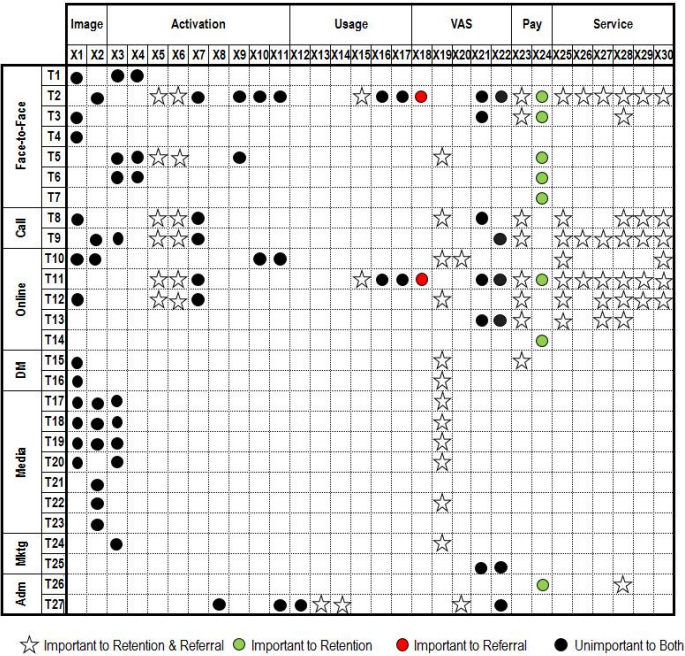 Image Activation Usage VAS Pay Service
X1 X2 X3 X4 X5 X6 X7 X8 X9 X10 X11 X12 X13 X14 X15 X16 X17 X18 X19 X20 X21 X22 X23 X24 X25 X26 X27 X28 X29 X30
Face-to-Face
T1
T2
T3
T4
T5
T6
T7
Call
T8
T9
Online
T10
T11
T12
T13
T14
DM
T15
T16
Media
T17
T18
T19
T20
T21
T22
T23
Mktg
T24
T25
Adm
T26
T27
Important to Retention & Referral Important to Retention Important to Referral Unimportant to Both